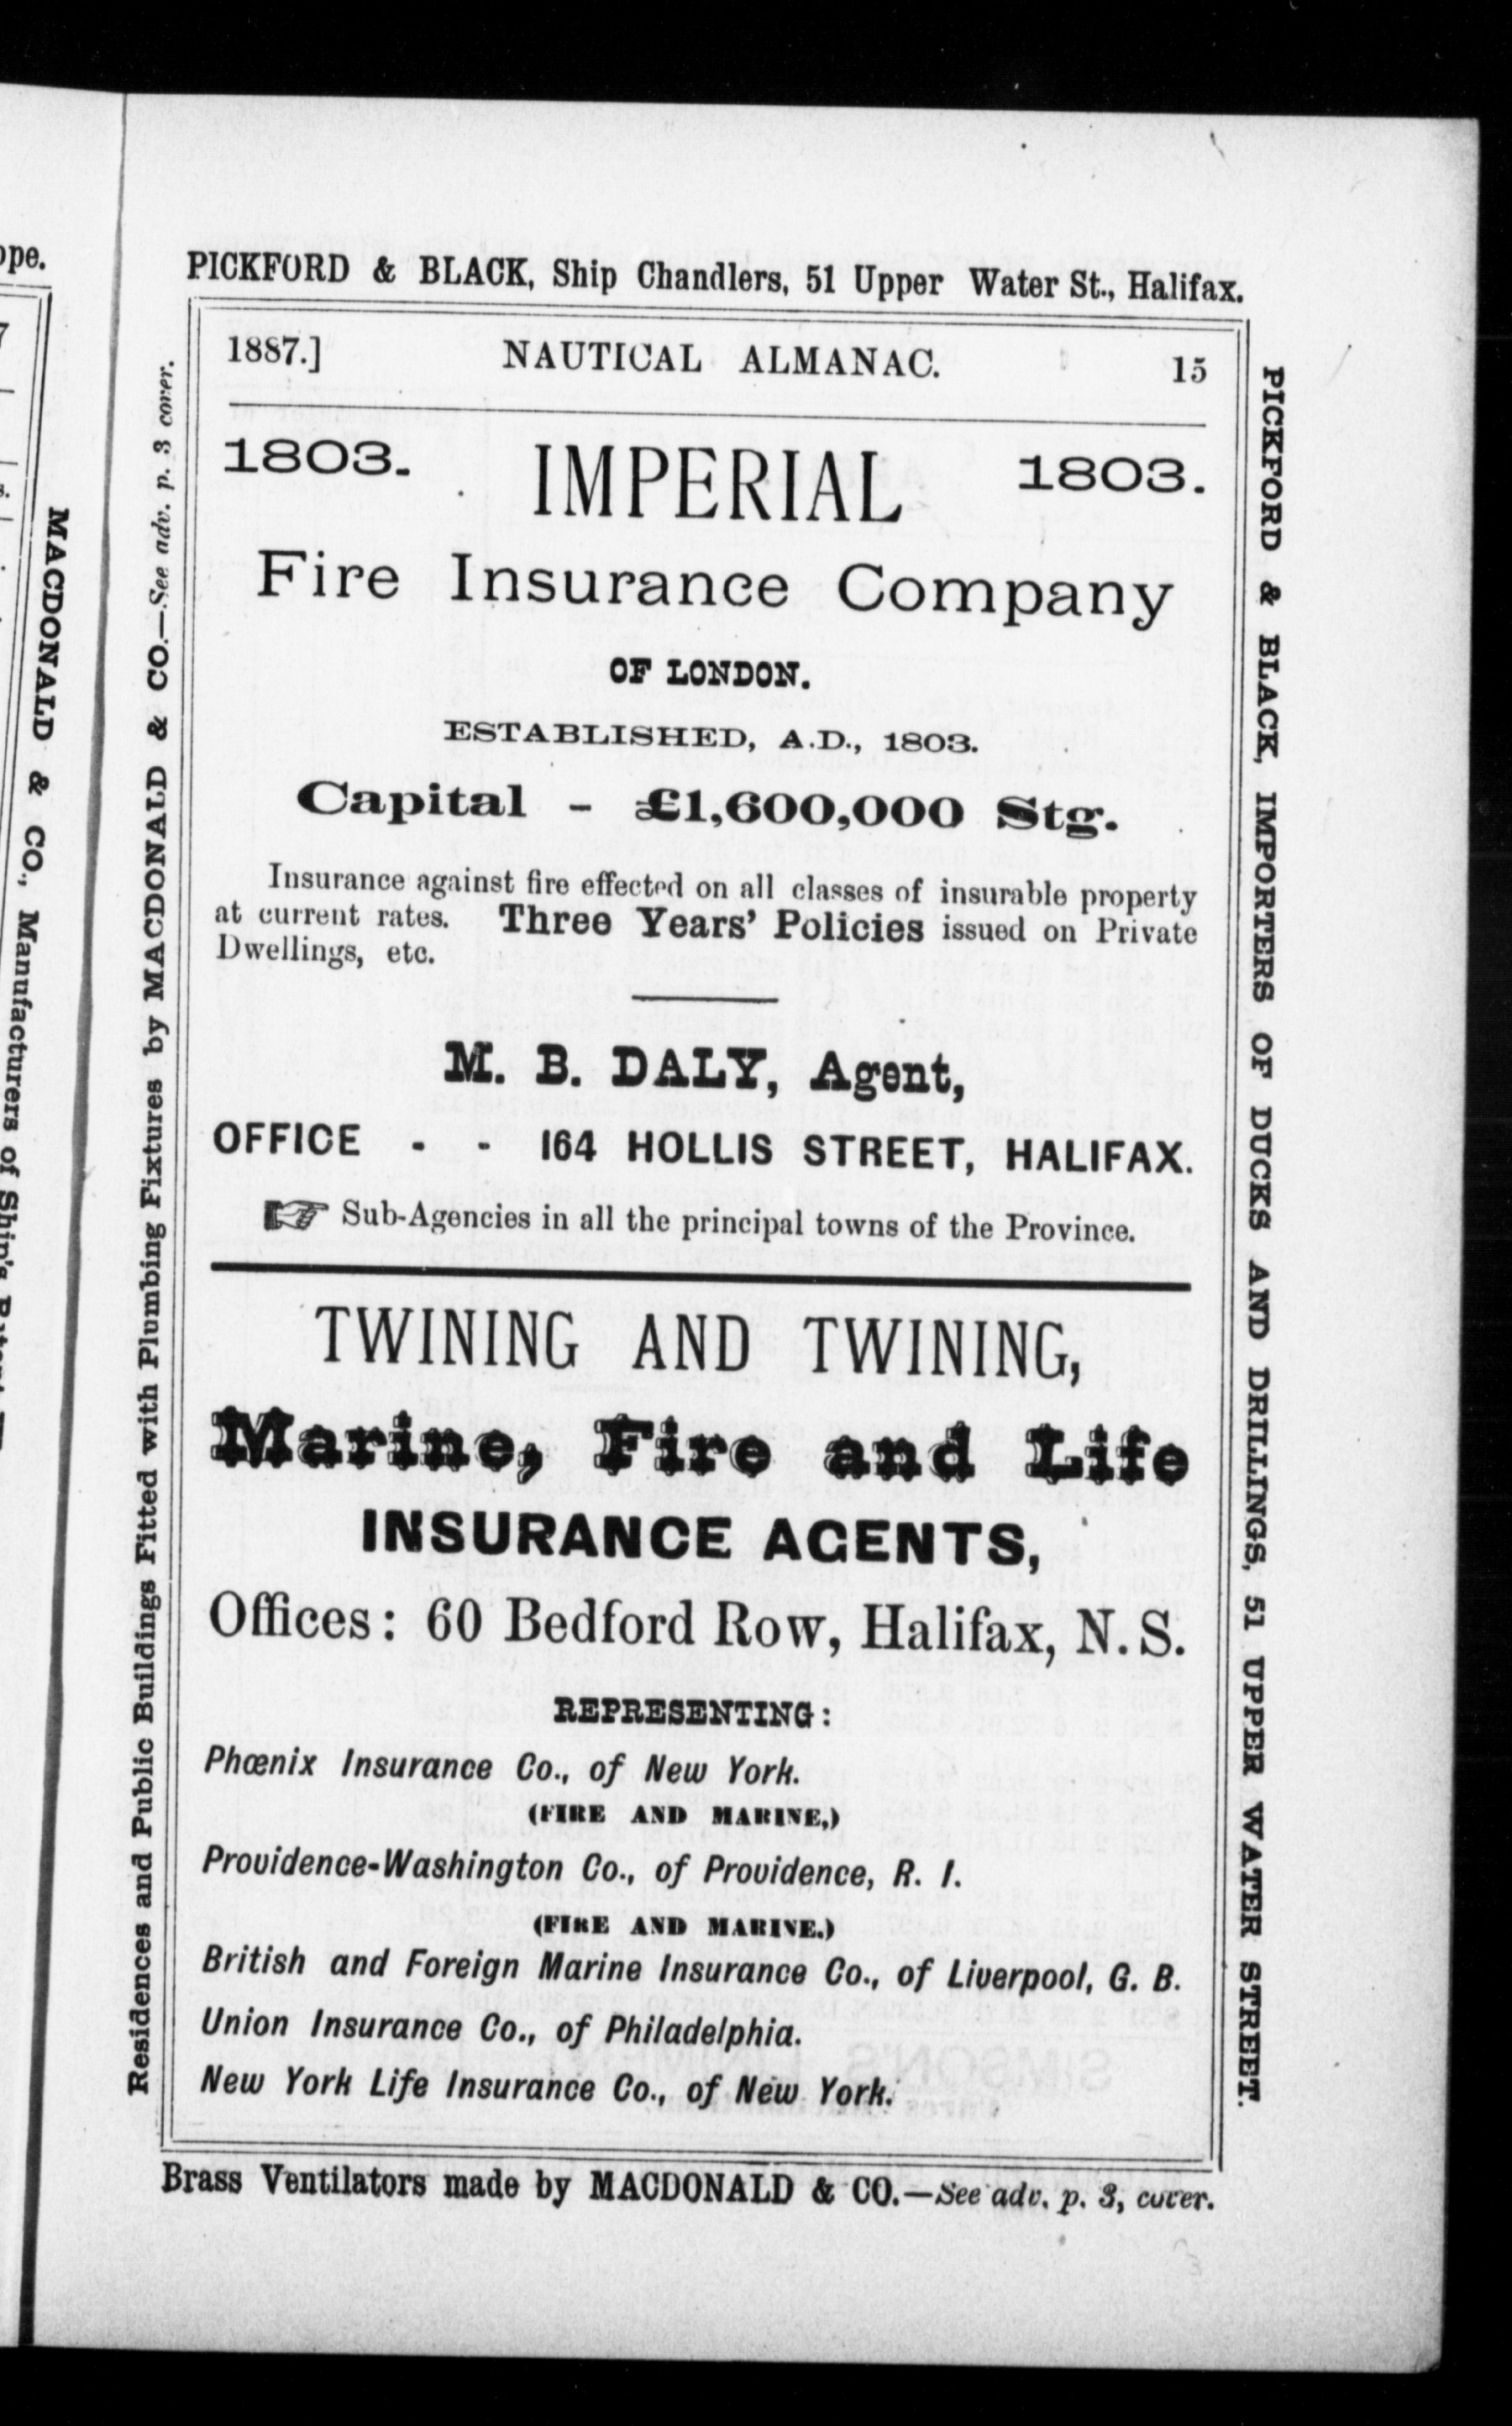 PICKFORD & BLACK, Ship Chandlers, 51 Upper Water St., Halifax.
1887.] NAUTICAL ALMANAC. 15
1803. IMPERIAL 1803.
Fire Insurance Company
OF LONDON.
ESTABLISHED, A.D., 1803.
Capital - £1,600,000 Stg.
Insurance against fire effected on all classes of insurable property
at current rates. Three Years' Policies issued on Private
Dwellings, etc.
M. B. DALY, Agent,
OFFICE - - 164 HOLLIS STREET, HALIFAX.
☞ Sub-Agencies in all the principal towns of the Province.
TWINING AND TWINING,
Marine, Fire and Life
INSURANCE AGENTS,
Offices: 60 Bedford Row, Halifax, N. S.
REPRESENTING:
Phœnix Insurance Co., of New York.
(FIRE AND MARINE,)
Providence-Washington Co., of Providence, R. I.
(FIRE AND MARINE.)
British and Foreign Marine Insurance Co., of Liverpool, G. B.
Union Insurance Co., of Philadelphia.
New York Life Insurance Co., of New York.
Brass Ventilators made by MACDONALD & CO.—See adv. p. 3, cover.
Residences and Public Buildings Fitted with Plumbing Fixtures by MACDONALD & CO.—See adv. p. 3 cover.
PICKFORD & BLACK, IMPORTERS OF DUCKS AND DRILLINGS, 51 UPPER WATER STREET.
MACDONALD & CO., Manufacturers of Ship's